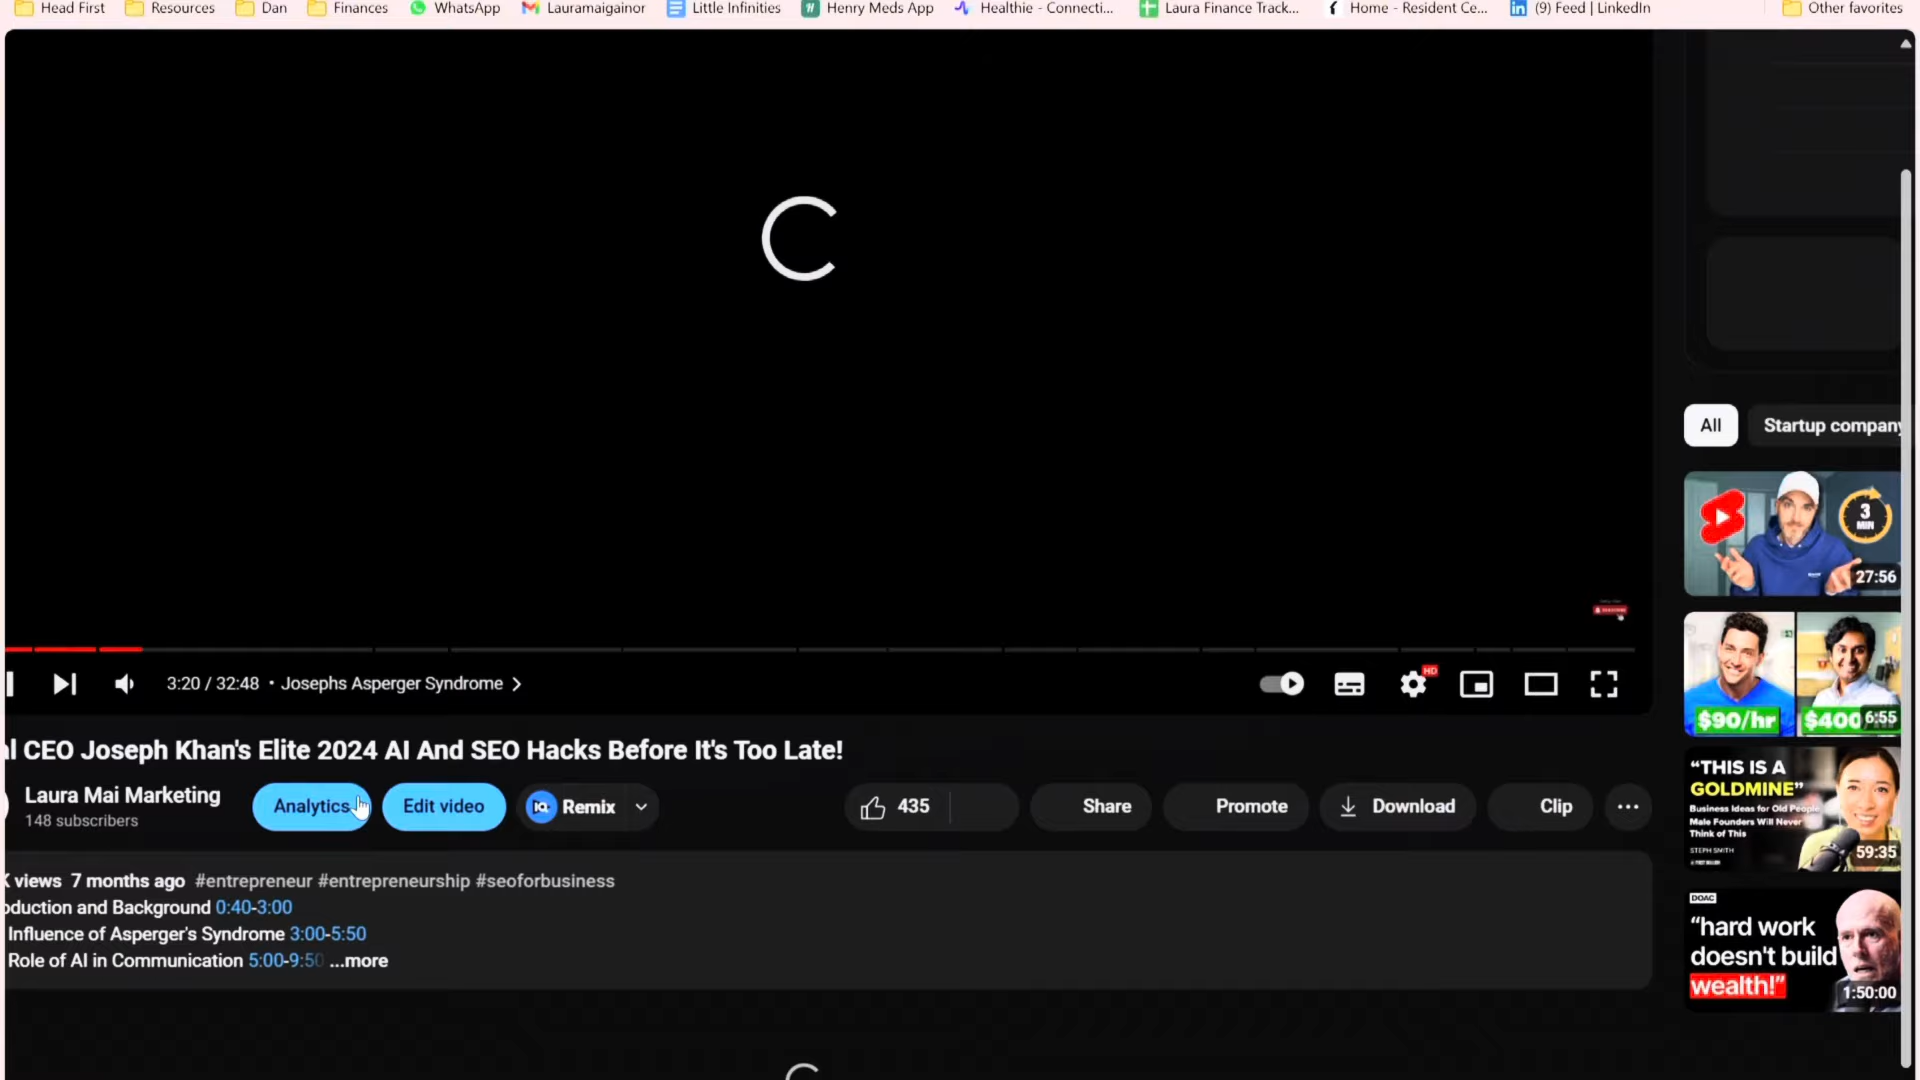 Head First Resources Dan Finances WhatsApp Lauramaigainor Little Infinities Henry Meds App Healthie - Connecti... Laura Finance Track... Home - Resident Ce... (9) Feed | LinkedIn Other favorites
All Startup company
3 MIN
27:56
$90/hr $400 6:55
"THIS IS A
GOLDMINE"
Business Ideas for Old People
Male Founders Will Never
Think of This
STEPH SMITH
59:35
DOAC
"hard work
doesn't build
wealth!"
1:50:00
SUBSCRIBE
3:20 / 32:48 • Josephs Asperger Syndrome >
HD
l CEO Joseph Khan's Elite 2024 AI And SEO Hacks Before It's Too Late!
Laura Mai Marketing
148 subscribers
Analytics Edit video Remix 435 Share Promote Download Clip ...
K views 7 months ago #entrepreneur #entrepreneurship #seoforbusiness
oduction and Background 0:40-3:00
Influence of Asperger's Syndrome 3:00-5:50
Role of AI in Communication 5:00-9:50 ...more